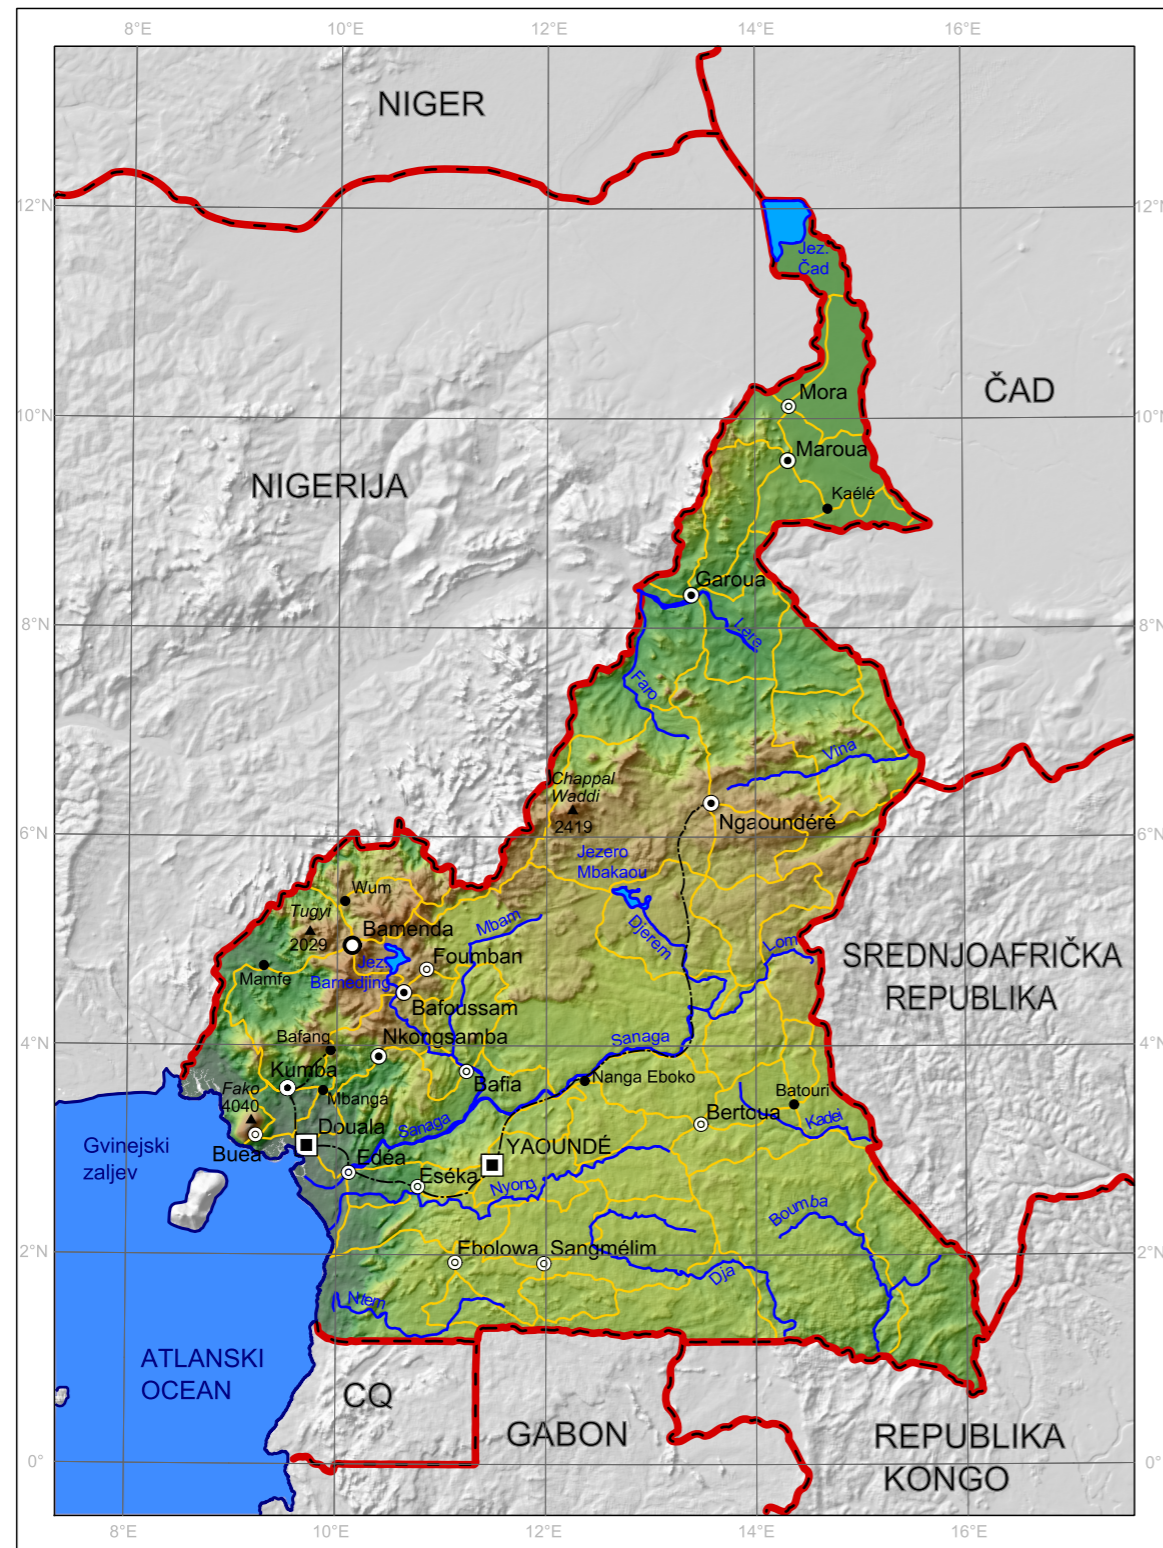 8°E
10°E
12°E
14°E
16°E
NIGER
12°N
12°N
Jez.
Čad
Mora
ČAD
10°N
10°N
Maroua
NIGERIJA
Kaélé
Garoua
8°N
8°N
Lere
Faro
Vina
Chappal
Waddi
2419
Ngaoundéré
6°N
6°N
Jezero
Mbakaou
Wum
Tugyi
2029
Bamenda
Mbam
Djerem
Lom
Jez.
Bamedjing
Foumban
SREDNJOAFRIČKA
REPUBLIKA
Mamfe
Bafoussam
Bafang
Nkongsamba
Sanaga
4°N
4°N
Kumba
Bafia
Nanga Eboko
Fako
4040
Mbanga
Batouri
Bertoua
Kadei
Douala
Sanaga
YAOUNDÉ
Gvinejski
zaljev
Buea
Edéa
Eséka
Nyong
Boumba
2°N
2°N
Ebolowa
Sangmélim
Dja
Ntem
ATLANSKI
OCEAN
CQ
GABON
REPUBLIKA
KONGO
0°
0°
8°E
10°E
12°E
14°E
16°E